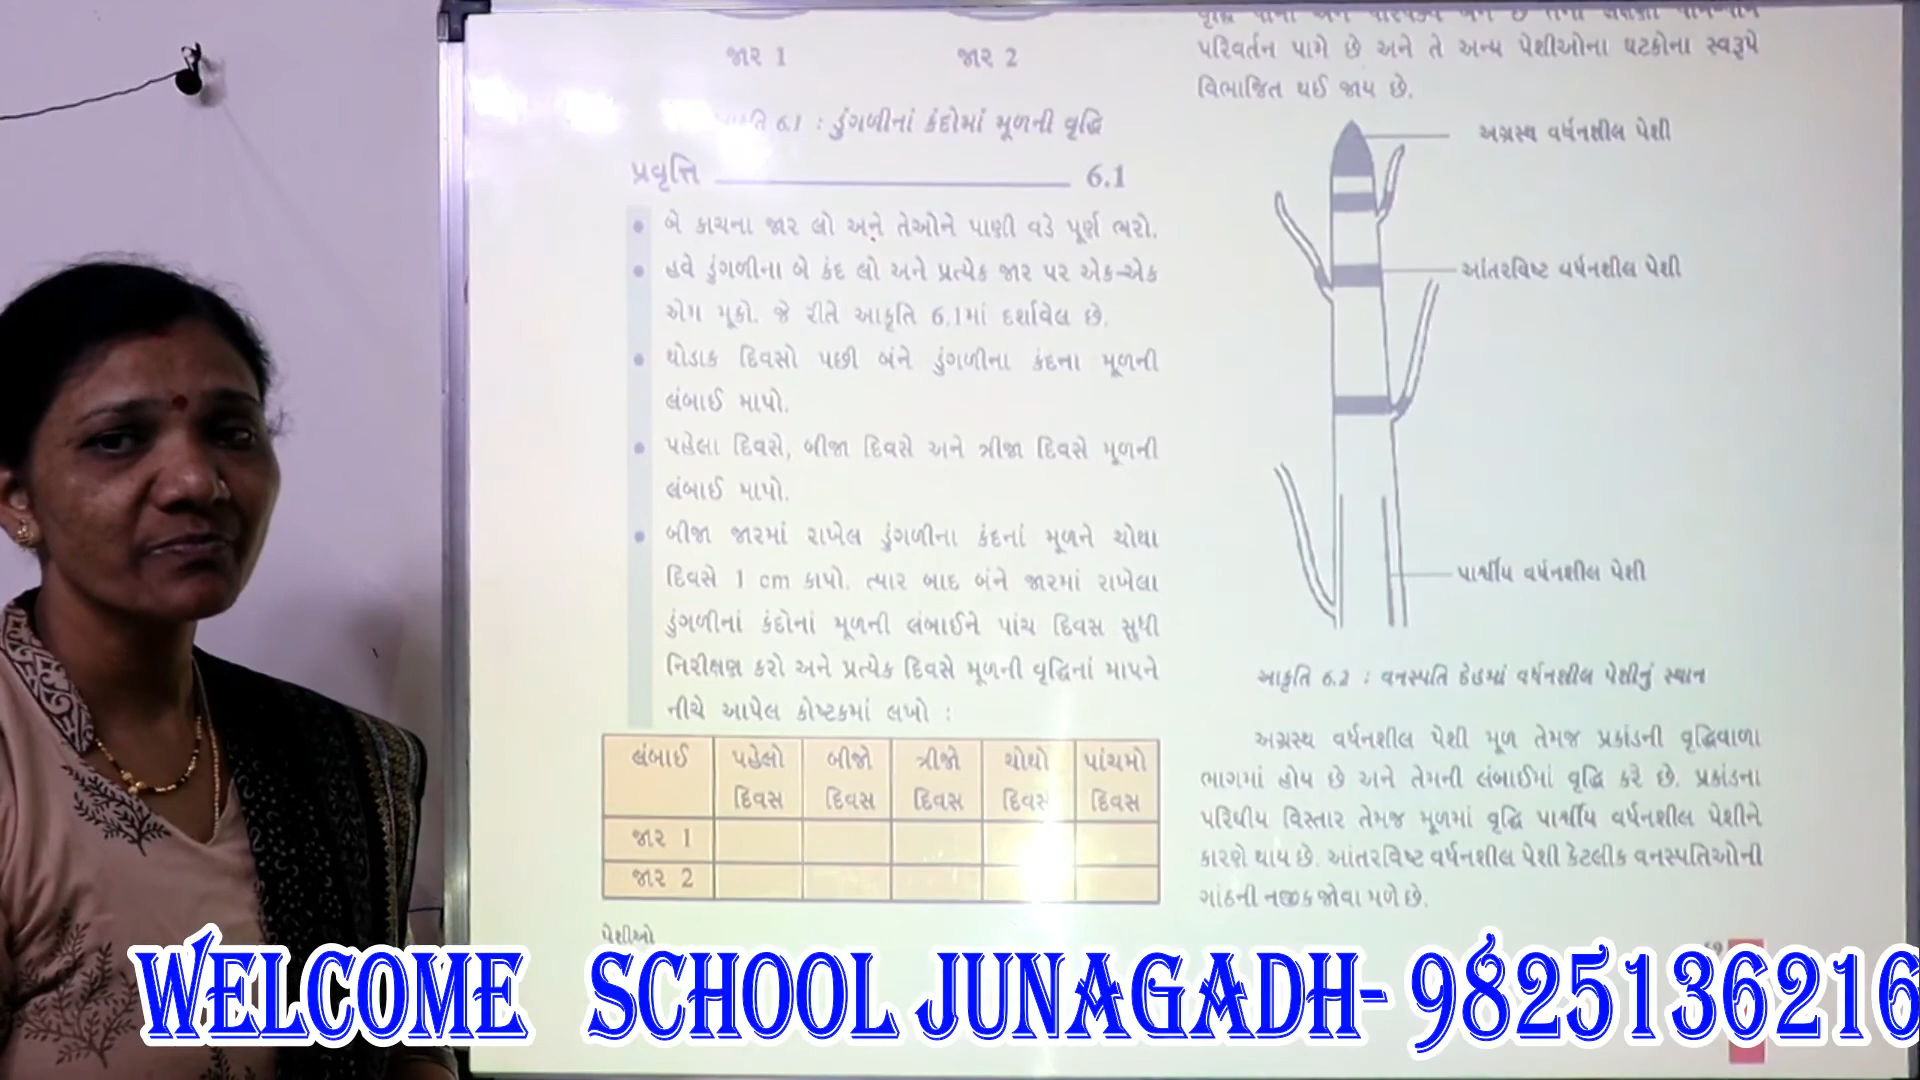 જાર 1 જાર 2
6.1 : ડુંગળીનાં કંદોમાં મૂળની વૃદ્ધિ
પ્રવૃત્તિ 6.1
• બે કાચના જાર લો અને તેઓને પાણી વડે પૂર્ણ ભરો.
• હવે ડુંગળીના બે કંદ લો અને પ્રત્યેક જાર પર એક-એક
એમ મૂકો. જે રીતે આકૃતિ 6.1માં દર્શાવેલ છે.
• થોડાક દિવસો પછી બંને ડુંગળીના કંદના મૂળની
લંબાઈ માપો.
• પહેલા દિવસે, બીજા દિવસે અને ત્રીજા દિવસે મૂળની
લંબાઈ માપો.
• બીજા જારમાં રાખેલ ડુંગળીના કંદનાં મૂળને ચોથા
દિવસે 1 cm કાપો. ત્યાર બાદ બંને જારમાં રાખેલા
ડુંગળીનાં કંદોનાં મૂળની લંબાઈને પાંચ દિવસ સુધી
નિરીક્ષણ કરો અને પ્રત્યેક દિવસે મૂળની વૃદ્ધિનાં માપને
નીચે આપેલ કોષ્ટકમાં લખો :
લંબાઈ પહેલો બીજો ત્રીજો ચોથો પાંચમો
દિવસ દિવસ દિવસ દિવસ દિવસ
જાર 1
જાર 2
પેશીઓ
પરિવર્તન પામે છે અને તે અન્ય પેશીઓના ઘટકોના સ્વરૂપે
વિભાજિત થઈ જાય છે.
અગ્રસ્થ વર્ધનશીલ પેશી
આંતરવિષ્ટ વર્ધનશીલ પેશી
પાર્શ્વીય વર્ધનશીલ પેશી
આકૃતિ 6.2 : વનસ્પતિ દેહમાં વર્ધનશીલ પેશીનું સ્થાન
અગ્રસ્થ વર્ધનશીલ પેશી મૂળ તેમજ પ્રકાંડની વૃદ્ધિવાળા
ભાગમાં હોય છે અને તેમની લંબાઈમાં વૃદ્ધિ કરે છે. પ્રકાંડના
પરિઘીય વિસ્તાર તેમજ મૂળમાં વૃદ્ધિ પાર્શ્વીય વર્ધનશીલ પેશીને
કારણે થાય છે. આંતરવિષ્ટ વર્ધનશીલ પેશી કેટલીક વનસ્પતિઓની
ગાંઠની નજીક જોવા મળે છે.
WELCOME SCHOOL JUNAGADH- 9825136216